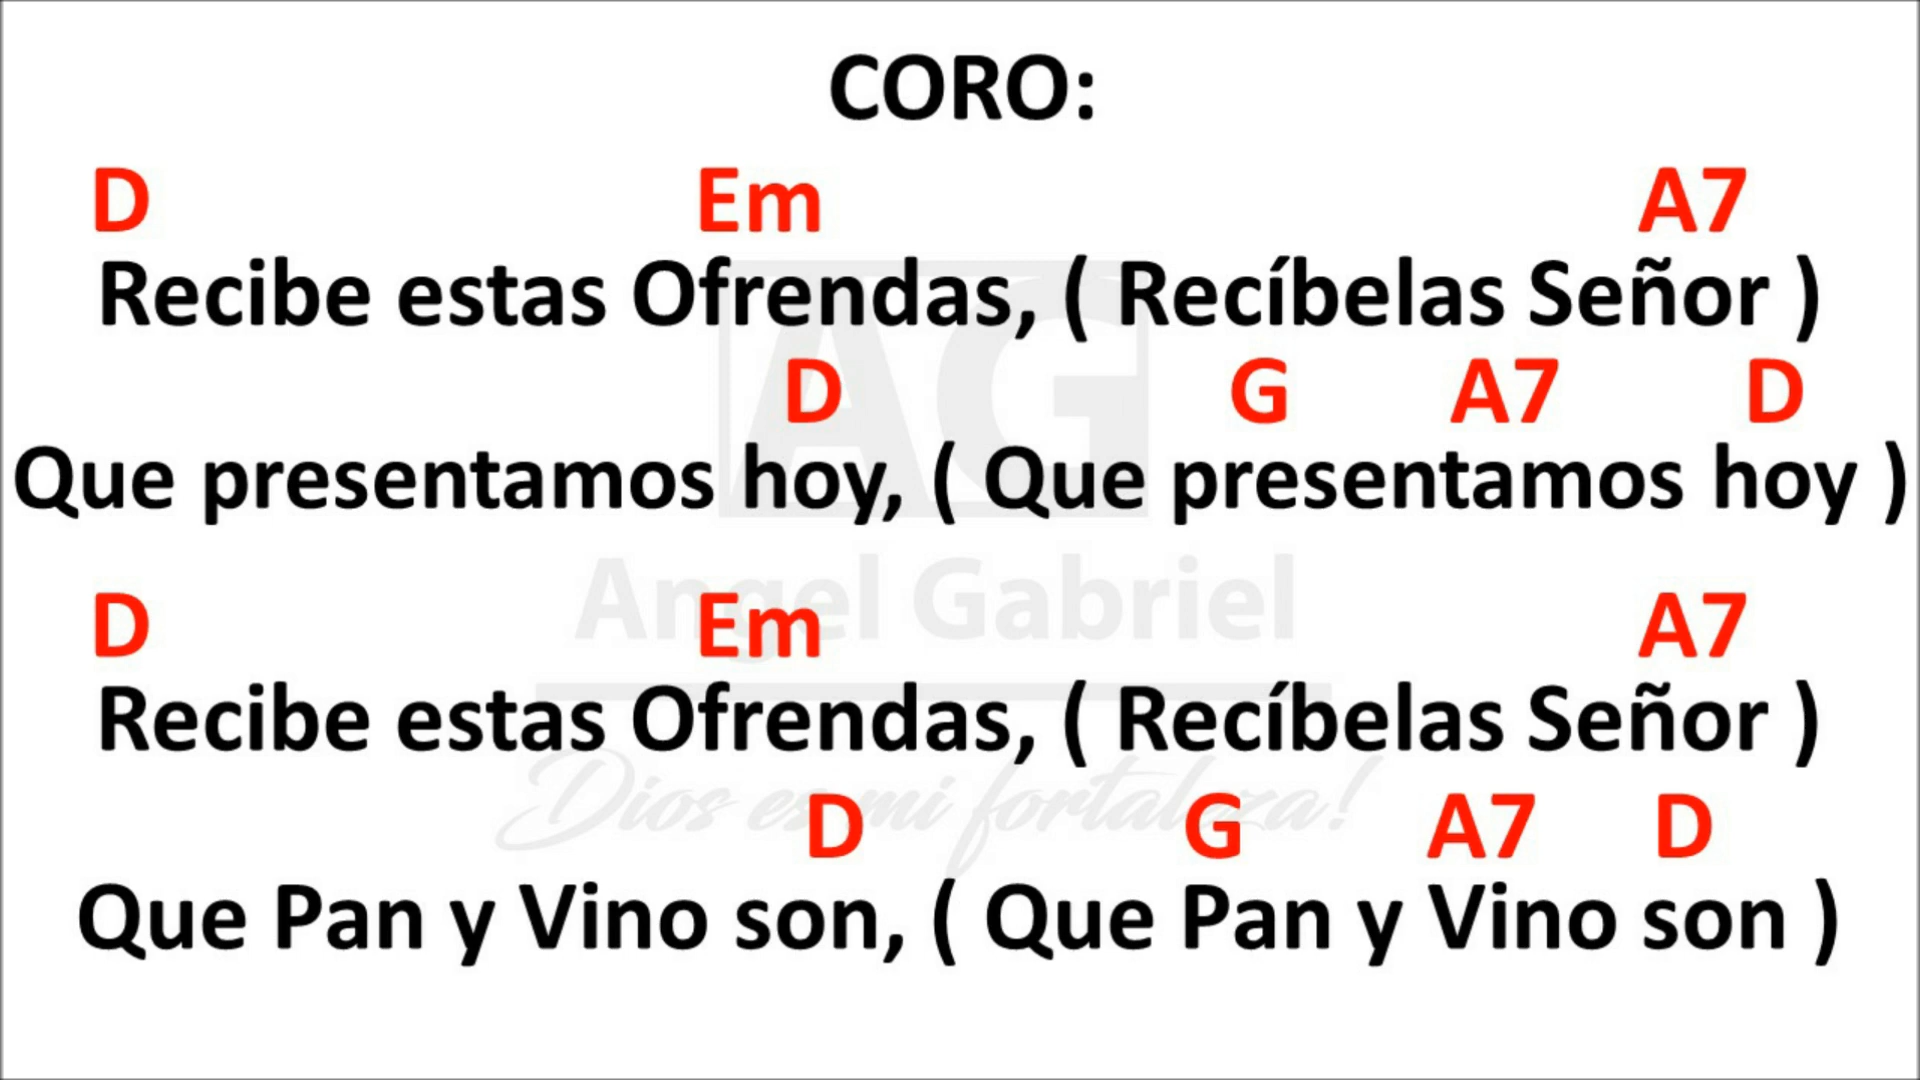 CORO:
D Em A7
Recibe estas Ofrendas, ( Recíbelas Señor )
D G A7 D
Que presentamos hoy, ( Que presentamos hoy )
AG
Angel Gabriel
D Em A7
Recibe estas Ofrendas, ( Recíbelas Señor )
Dios es mi fortaleza!
D G A7 D
Que Pan y Vino son, ( Que Pan y Vino son )